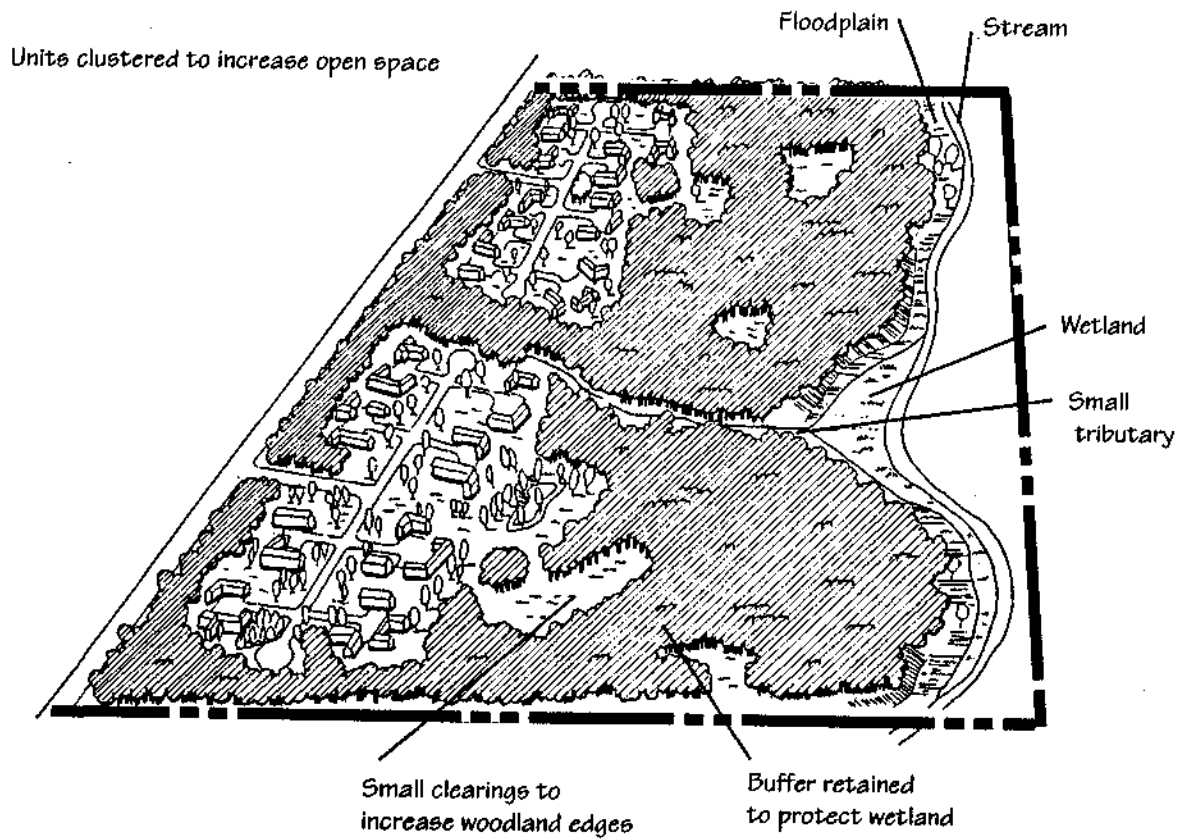 Floodplain
Stream
Units clustered to increase open space
Wetland
Small
tributary
Small clearings to
increase woodland edges
Buffer retained
to protect wetland